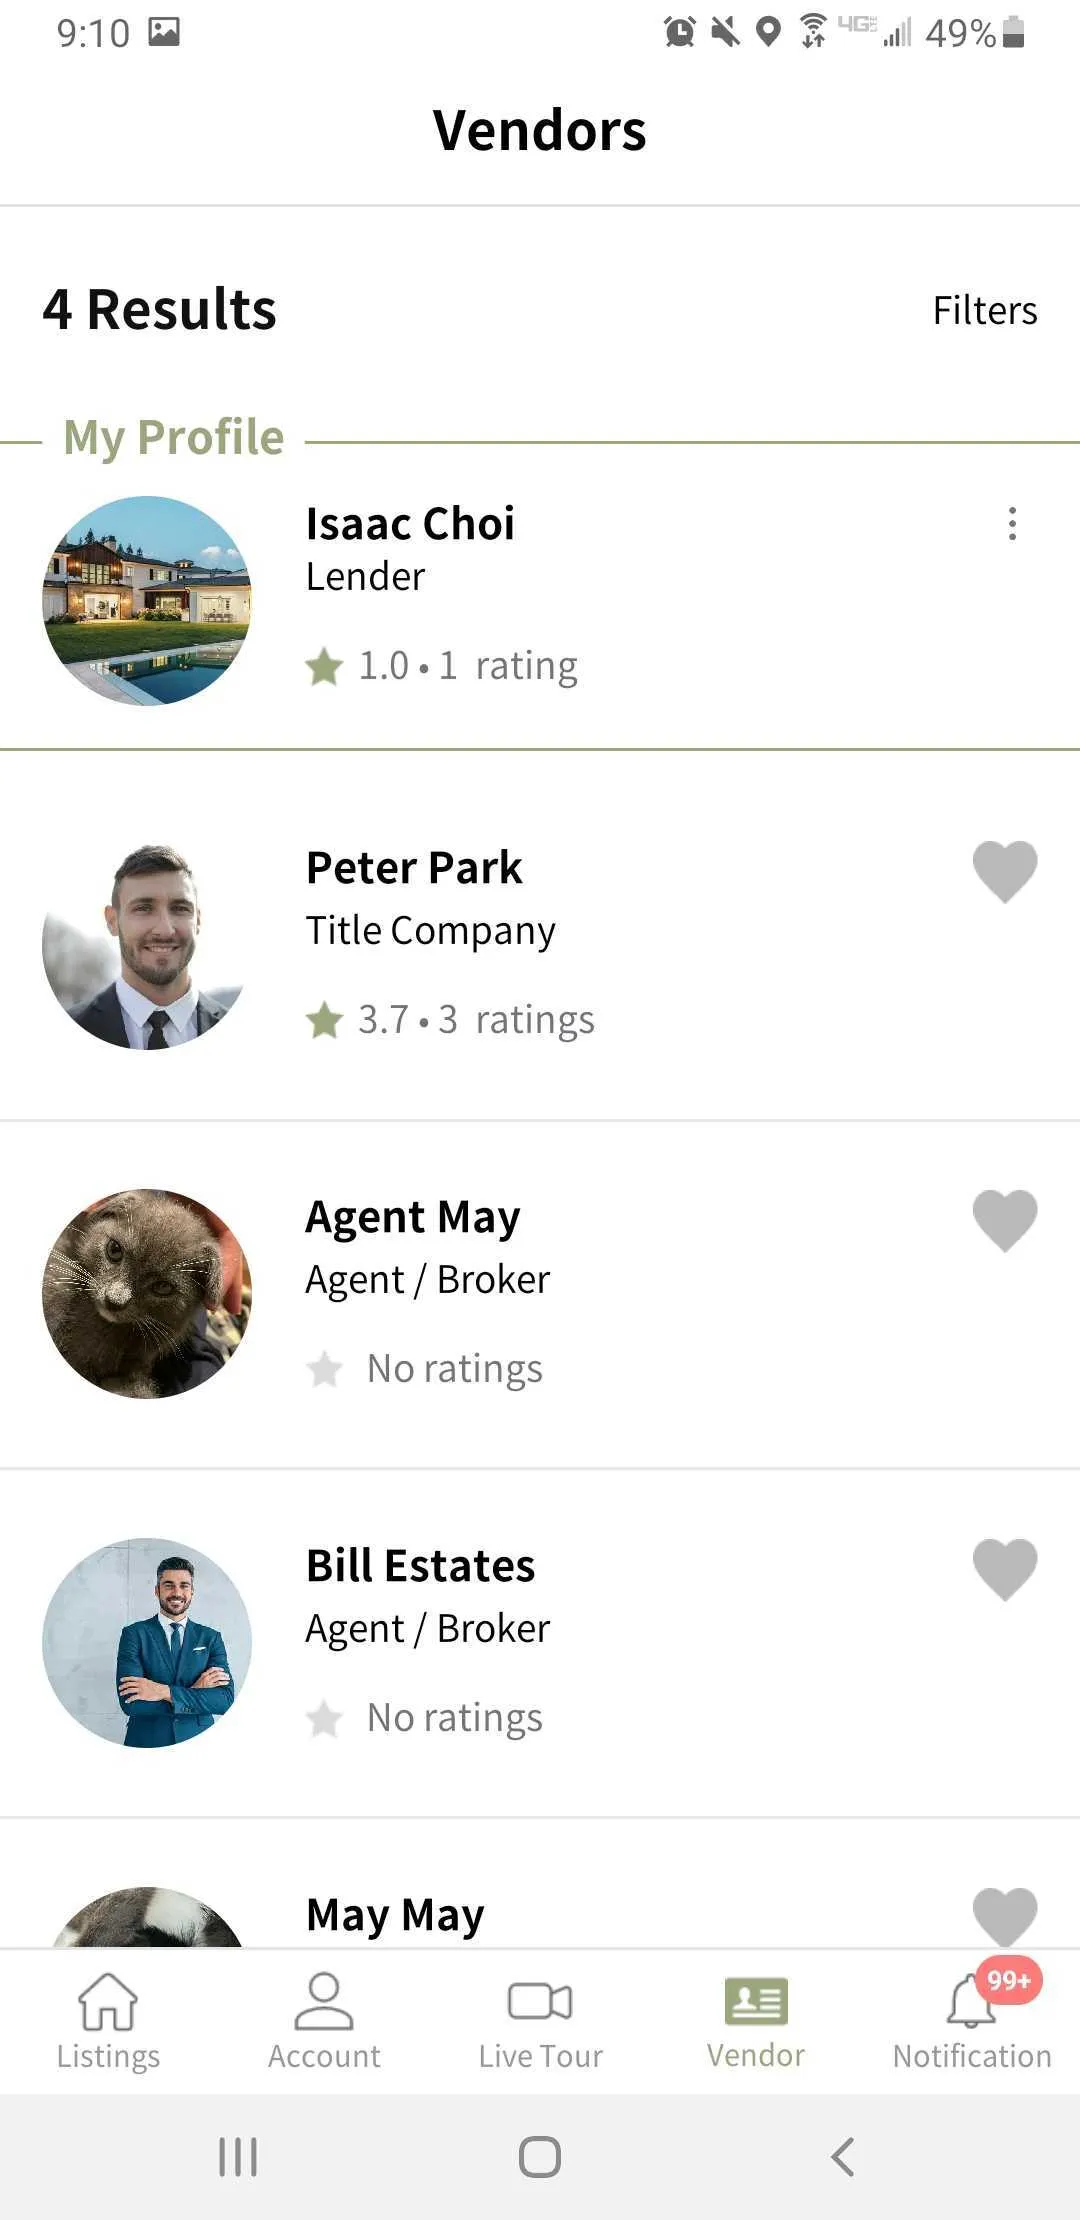 9:10
4G LTE 49%
Vendors
4 Results
Filters
My Profile
Isaac Choi
Lender
1.0 • 1 rating
Peter Park
Title Company
3.7 • 3 ratings
Agent May
Agent / Broker
No ratings
Bill Estates
Agent / Broker
No ratings
May May
99+
Listings
Account
Live Tour
Vendor
Notification